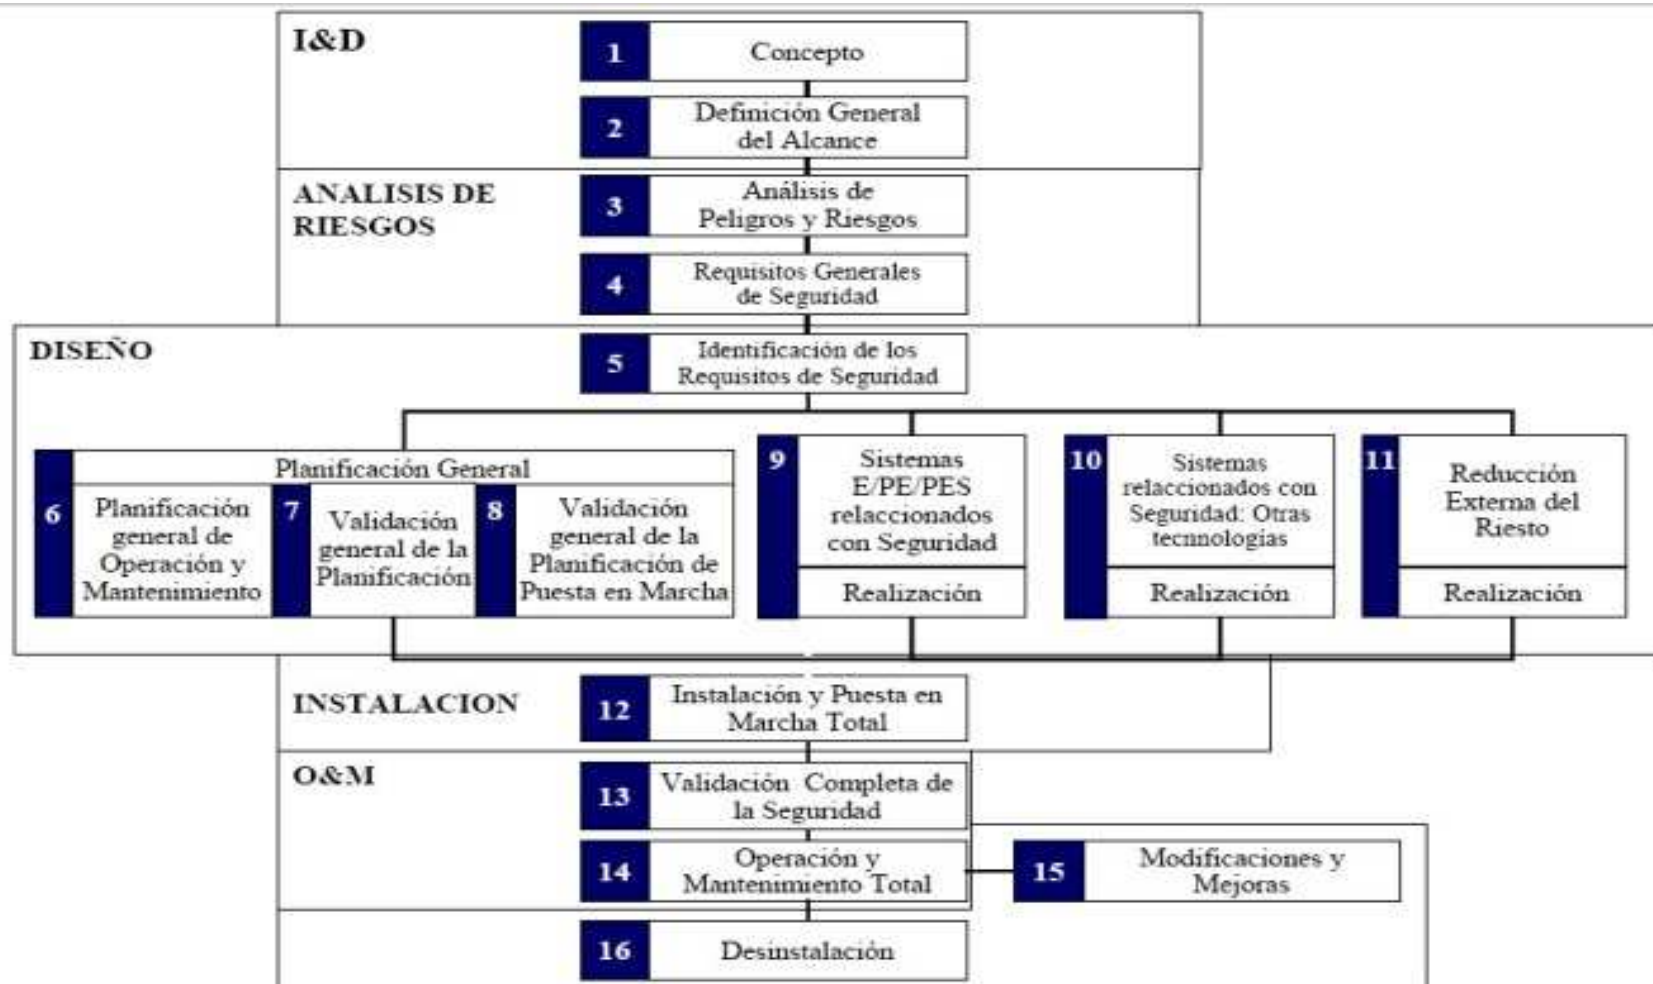 I&D
1
Concepto
2
Definición General
del Alcance
ANALISIS DE
RIESGOS
3
Análisis de
Peligros y Riesgos
4
Requisitos Generales
de Seguridad
DISEÑO
5
Identificación de los
Requisitos de Seguridad
Planificación General
6
Planificación
general de
Operación y
Mantenimiento
7
Validación
general de la
Planificación
8
Validación
general de la
Planificación de
Puesta en Marcha
9
Sistemas
E/PE/PES
relaccionados
con Seguridad
Realización
10
Sistemas
relaccionados con
Seguridad: Otras
tecnnologías
Realización
11
Reducción
Externa del
Riesto
Realización
INSTALACION
12
Instalación y Puesta en
Marcha Total
O&M
13
Validación Completa de
la Seguridad
14
Operación y
Mantenimiento Total
15
Modificaciones y
Mejoras
16
Desinstalación